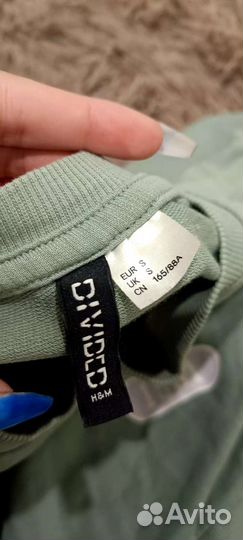 DIVIDED
H&M
EUR S
UK S
CN 165/88A
Avito